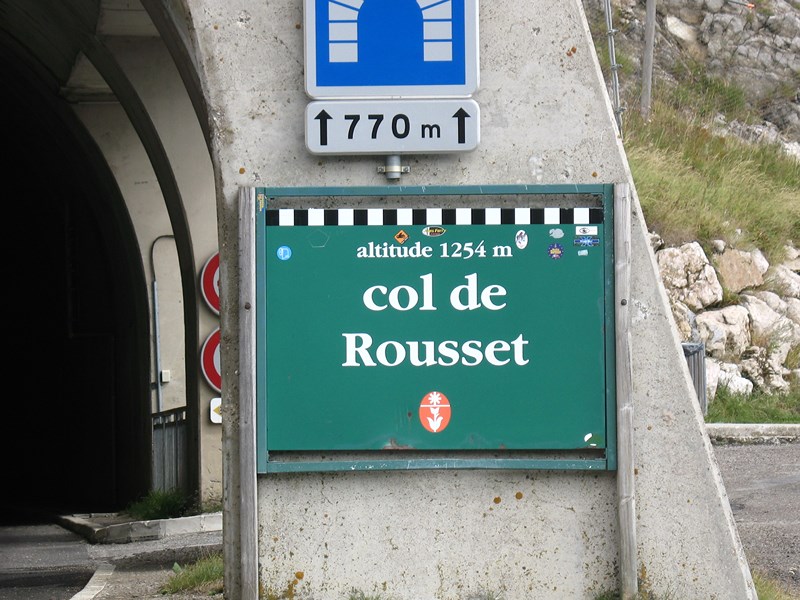 ↑ 770 m ↑
altitude 1254 m
col de
Rousset